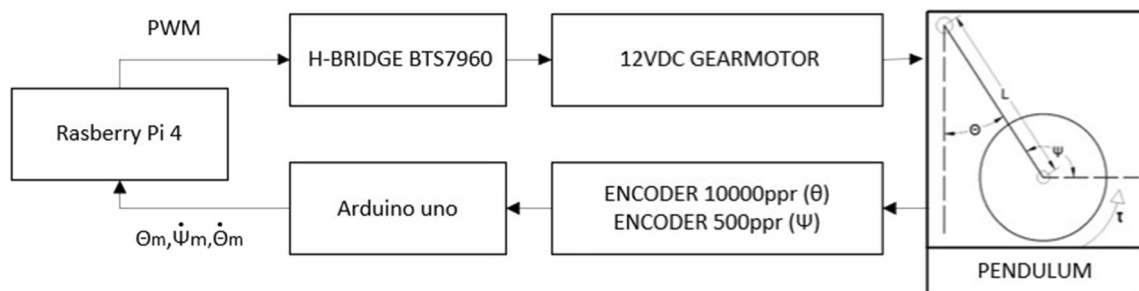 PWM
H-BRIDGE BTS7960
12VDC GEARMOTOR
Rasberry Pi 4
L
Θ
Ψ
τ
ENCODER 10000ppr (θ)
ENCODER 500ppr (Ψ)
Arduino uno
Θm,Ψ̇m,Θ̇m
PENDULUM